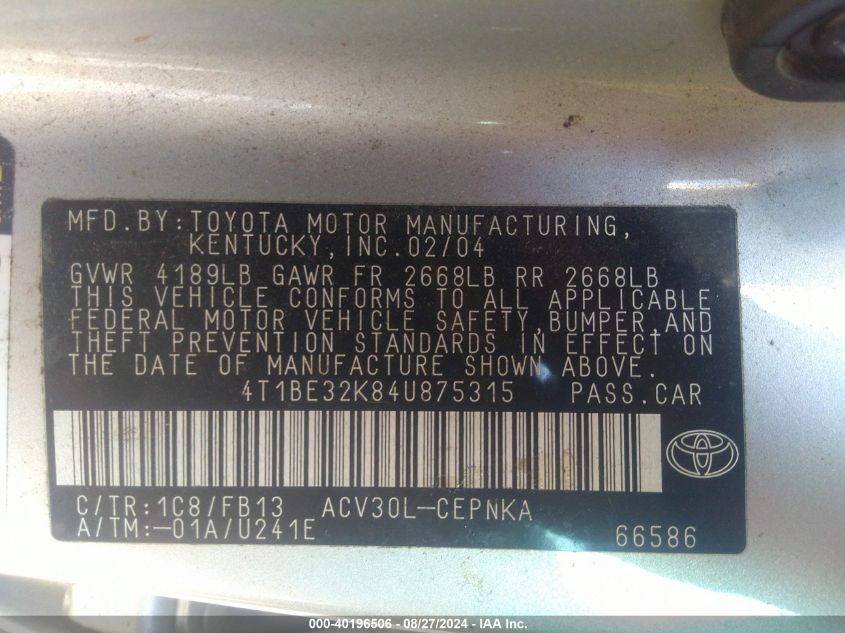 MFD.BY:TOYOTA MOTOR MANUFACTURING,
KENTUCKY,INC.02/04
GVWR 4189LB GAWR FR 2668LB RR 2668LB
THIS VEHICLE CONFORMS TO ALL APPLICABLE
FEDERAL MOTOR VEHICLE SAFETY,BUMPER,AND
THEFT PREVENTION STANDARDS IN EFFECT ON
THE DATE OF MANUFACTURE SHOWN ABOVE.
4T1BE32K84U875315 PASS.CAR
C/TR:1C8/FB13 ACV30L-CEPNKA
A/TM:-01A/U241E
66586
000-40196506 - 08/27/2024 - IAA Inc.